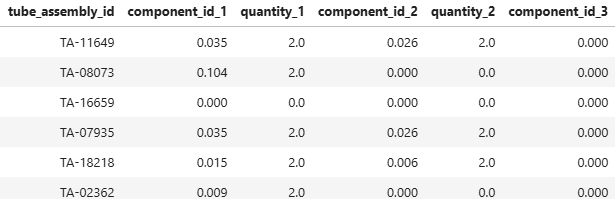 tube_assembly_id component_id_1 quantity_1 component_id_2 quantity_2 component_id_3
TA-11649 0.035 2.0 0.026 2.0 0.000
TA-08073 0.104 2.0 0.000 0.0 0.000
TA-16659 0.000 0.0 0.000 0.0 0.000
TA-07935 0.035 2.0 0.026 2.0 0.000
TA-18218 0.015 2.0 0.006 2.0 0.000
TA-02362 0.009 2.0 0.000 0.0 0.000